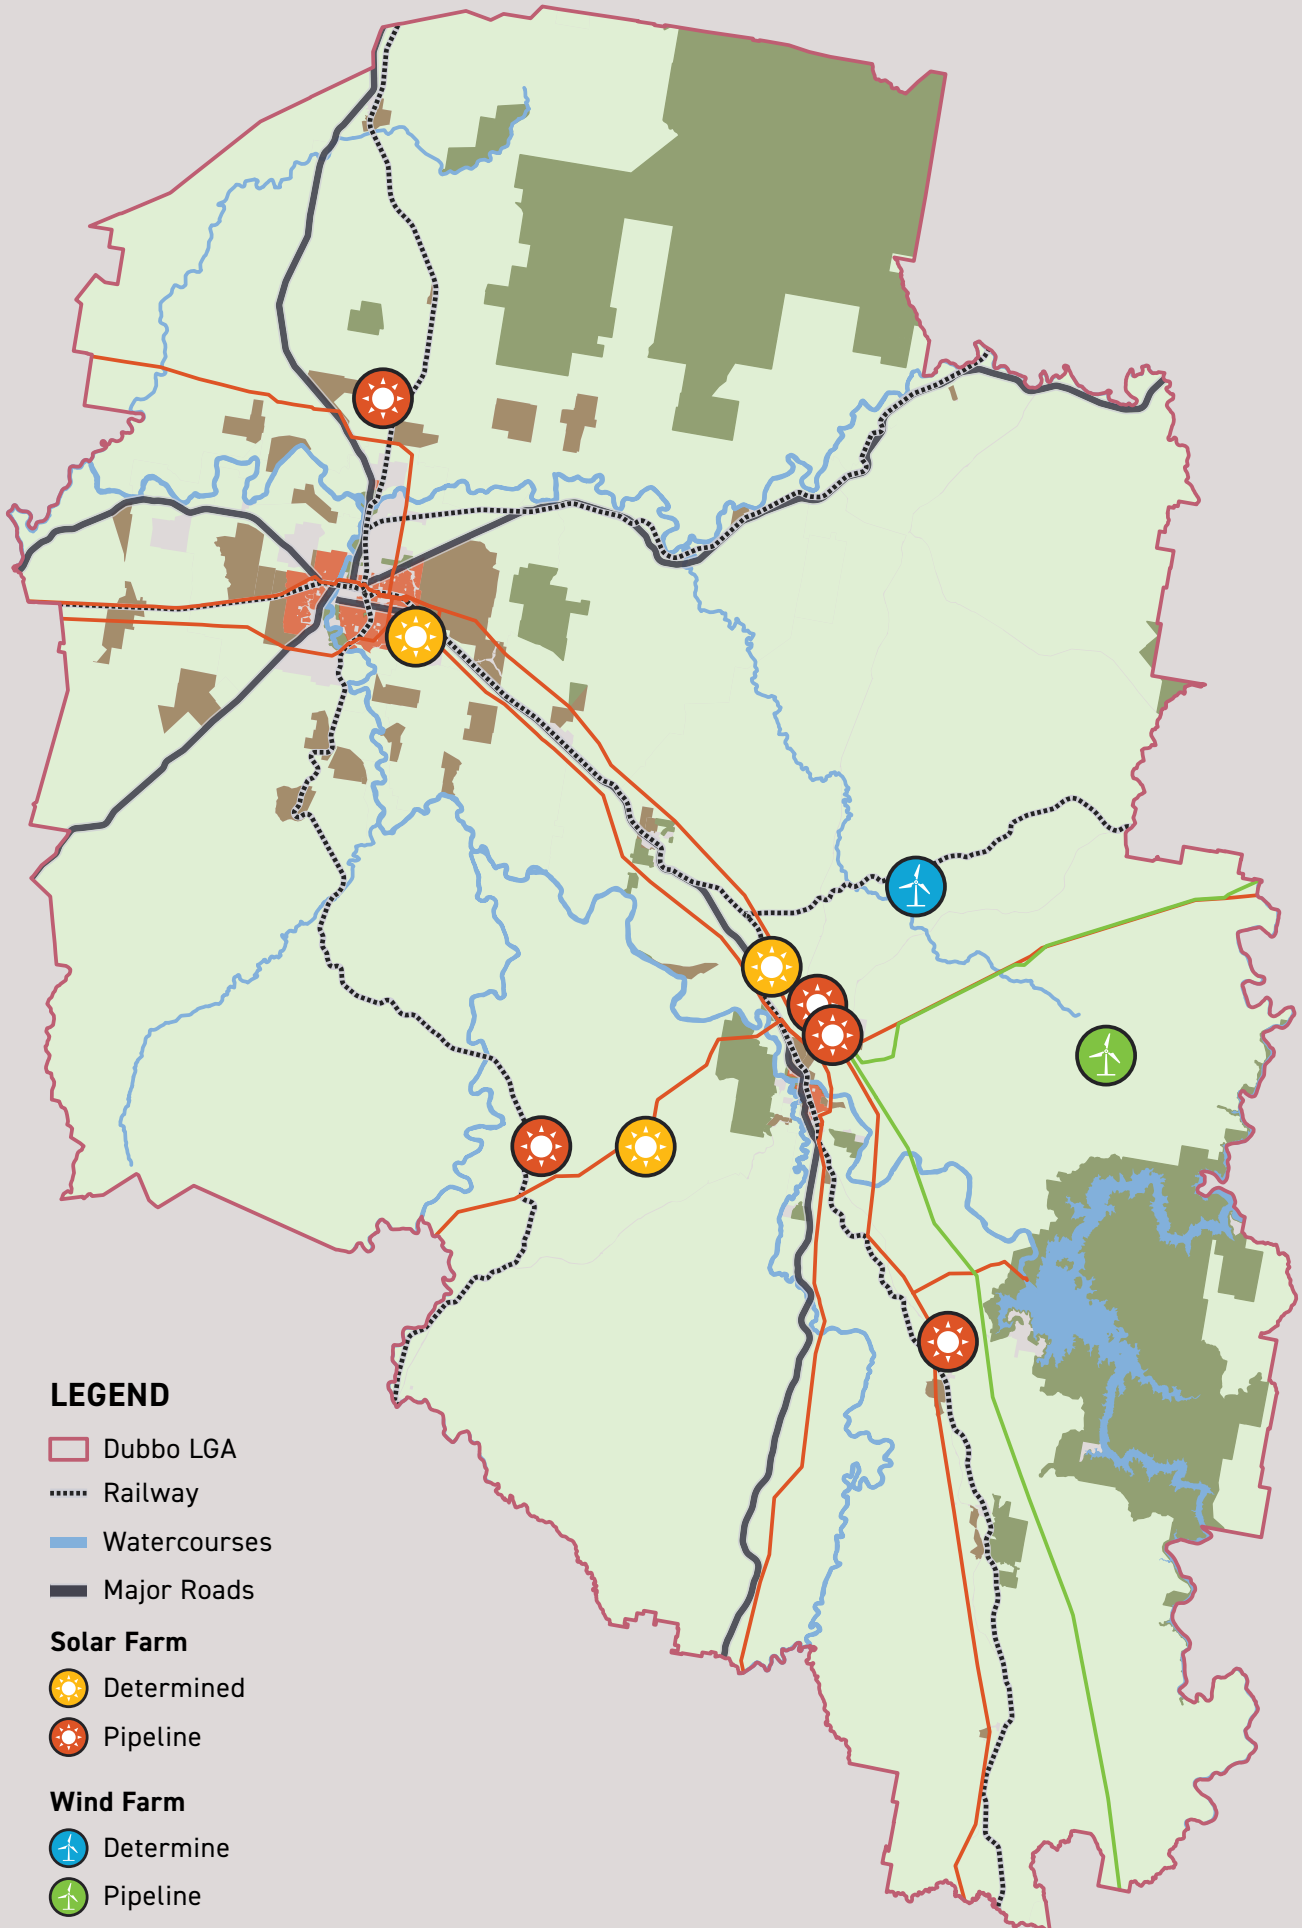 LEGEND
Dubbo LGA
Railway
Watercourses
Major Roads
Solar Farm
Determined
Pipeline
Wind Farm
Determine
Pipeline